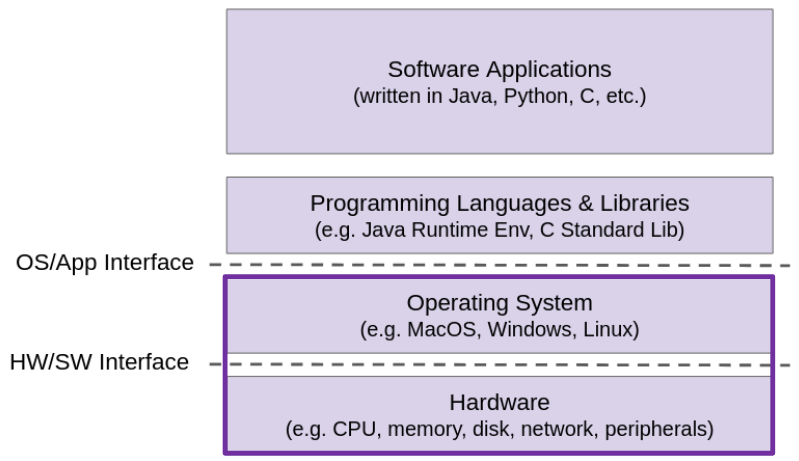 Software Applications
(written in Java, Python, C, etc.)
Programming Languages & Libraries
(e.g. Java Runtime Env, C Standard Lib)
OS/App Interface
Operating System
(e.g. MacOS, Windows, Linux)
HW/SW Interface
Hardware
(e.g. CPU, memory, disk, network, peripherals)